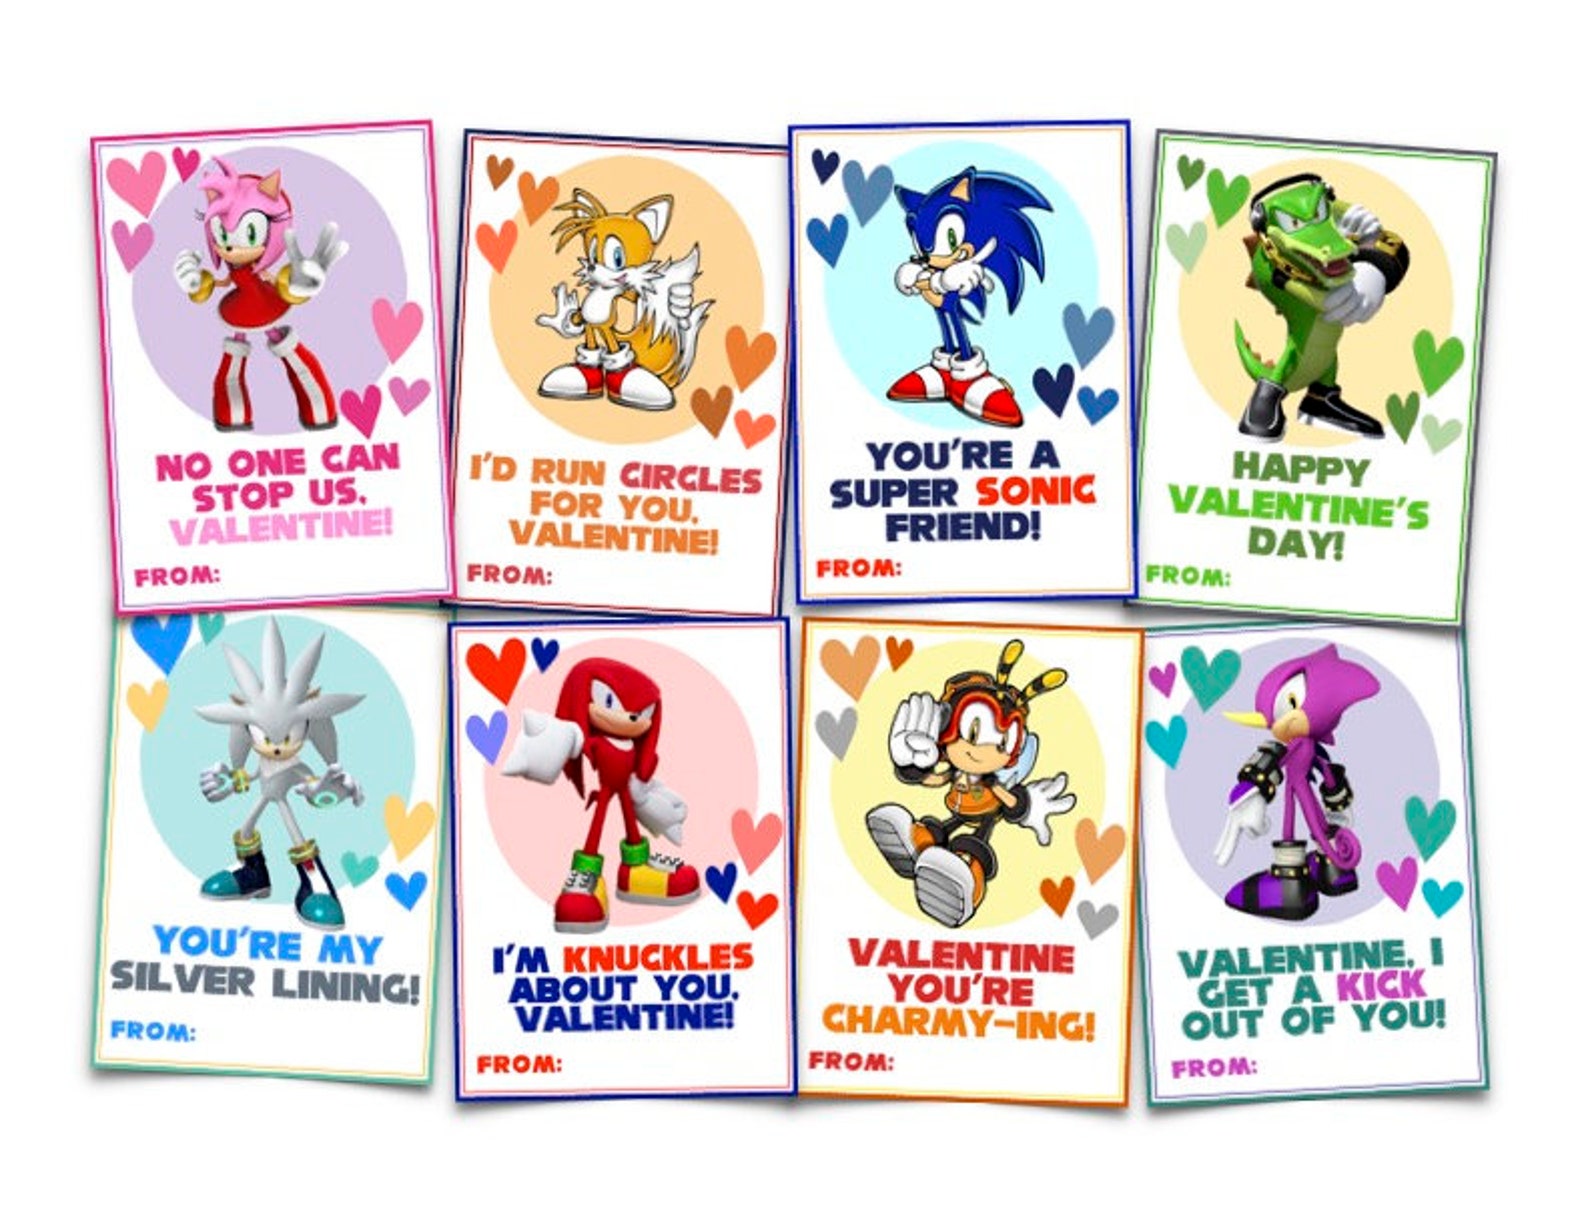 NO ONE CAN
STOP US,
VALENTINE!
FROM:
I'D RUN CIRCLES
FOR YOU,
VALENTINE!
FROM:
YOU'RE A
SUPER SONIC
FRIEND!
FROM:
HAPPY
VALENTINE'S
DAY!
FROM:
YOU'RE MY
SILVER LINING!
FROM:
I'M KNUCKLES
ABOUT YOU,
VALENTINE!
FROM:
VALENTINE
YOU'RE
CHARMY-ING!
FROM:
VALENTINE, I
GET A KICK
OUT OF YOU!
FROM: